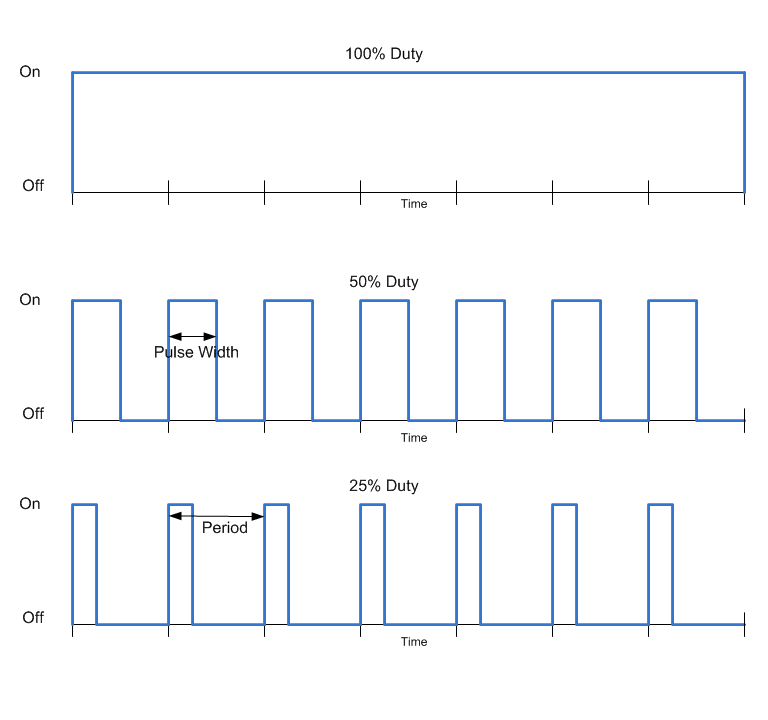 100% Duty
On
Off
Time
50% Duty
On
Pulse Width
Off
Time
25% Duty
On
Period
Off
Time